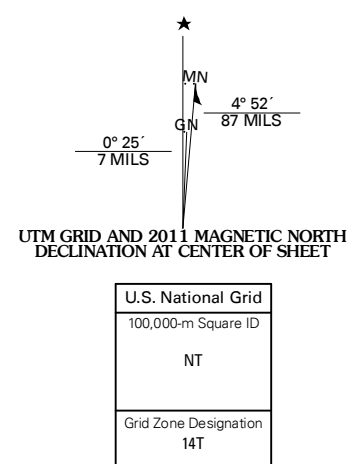 MN
GN
4° 52´
87 MILS
0° 25´
7 MILS
UTM GRID AND 2011 MAGNETIC NORTH
DECLINATION AT CENTER OF SHEET
U.S. National Grid
100,000-m Square ID
NT
Grid Zone Designation
14T